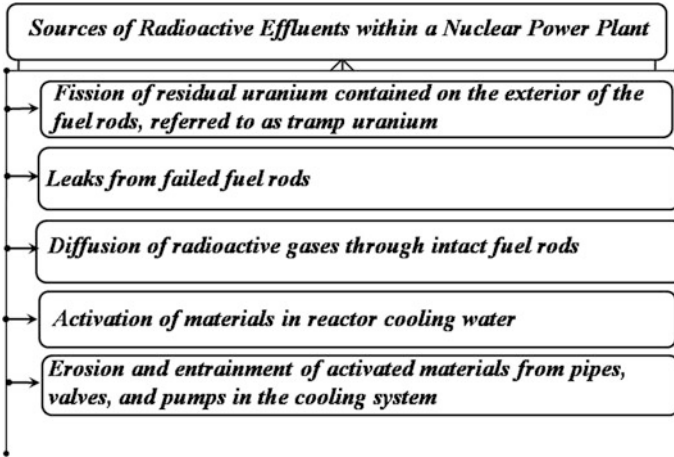 Sources of Radioactive Effluents within a Nuclear Power Plant
Fission of residual uranium contained on the exterior of the
fuel rods, referred to as tramp uranium
Leaks from failed fuel rods
Diffusion of radioactive gases through intact fuel rods
Activation of materials in reactor cooling water
Erosion and entrainment of activated materials from pipes,
valves, and pumps in the cooling system